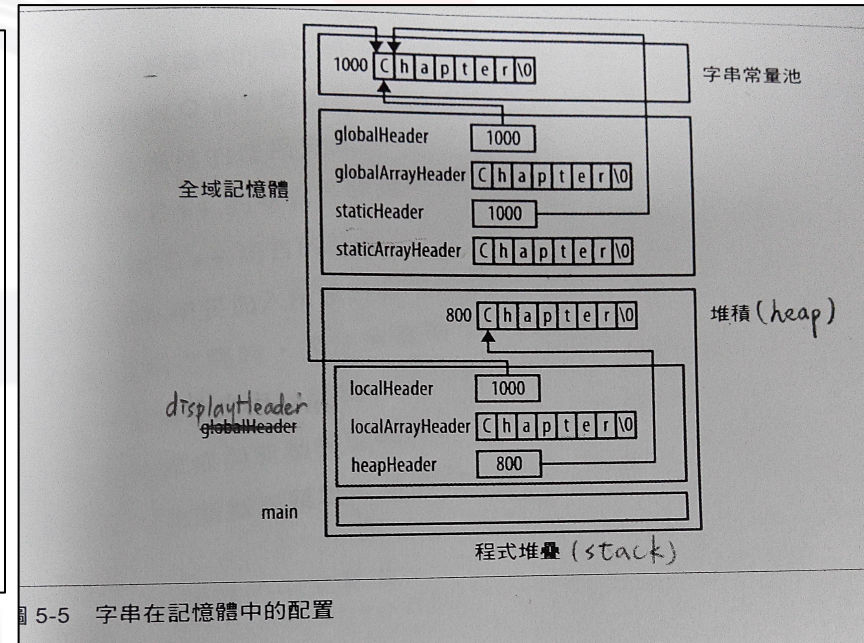 1000 C h a p t e r \0
字串常量池
globalHeader 1000
globalArrayHeader C h a p t e r \0
全域記憶體
staticHeader 1000
staticArrayHeader C h a p t e r \0
800 C h a p t e r \0
堆積(heap)
localHeader 1000
displayHeader
globalHeader
localArrayHeader C h a p t e r \0
heapHeader 800
main
程式堆疊(stack)
圖 5-5 字串在記憶體中的配置